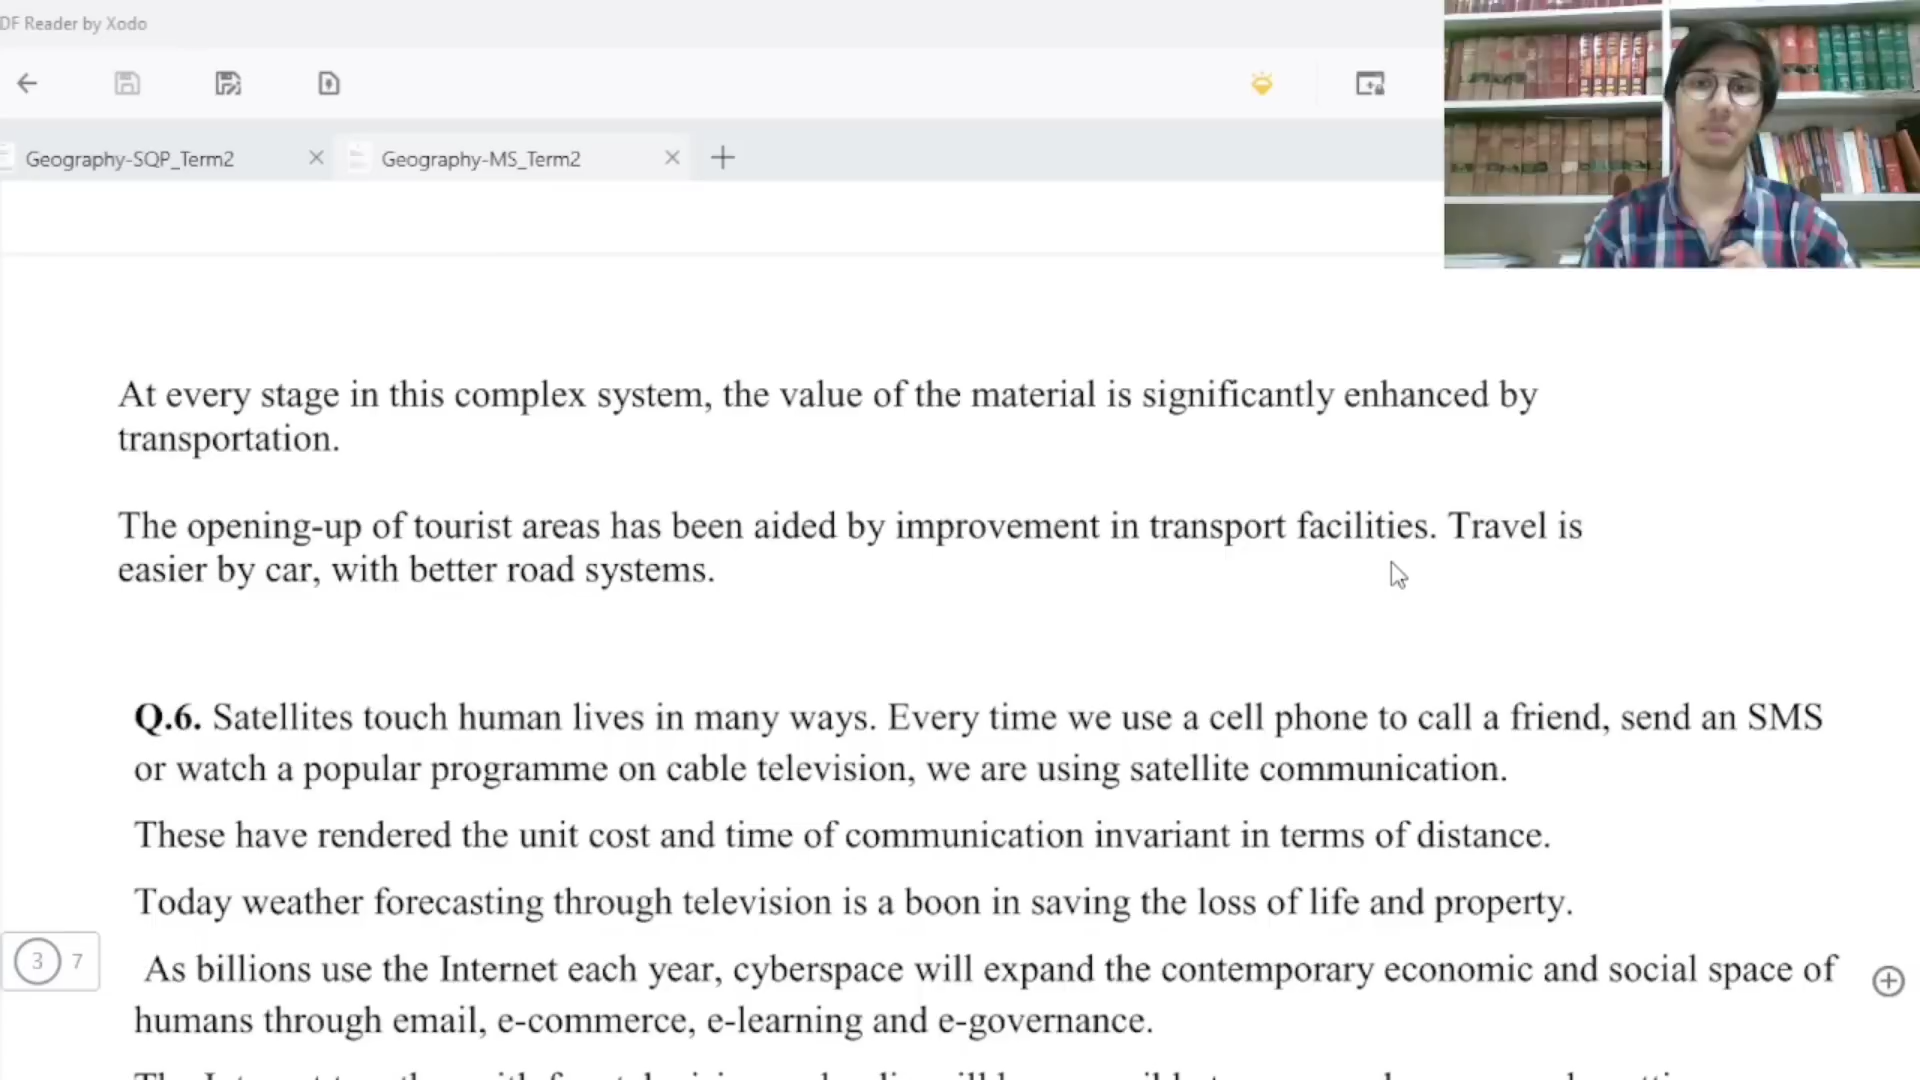 DF Reader by Xodo
Geography-SQP_Term2
Geography-MS_Term2
At every stage in this complex system, the value of the material is significantly enhanced by
transportation.
The opening-up of tourist areas has been aided by improvement in transport facilities. Travel is
easier by car, with better road systems.
Q.6. Satellites touch human lives in many ways. Every time we use a cell phone to call a friend, send an SMS
or watch a popular programme on cable television, we are using satellite communication.
These have rendered the unit cost and time of communication invariant in terms of distance.
Today weather forecasting through television is a boon in saving the loss of life and property.
3 7
As billions use the Internet each year, cyberspace will expand the contemporary economic and social space of
humans through email, e-commerce, e-learning and e-governance.